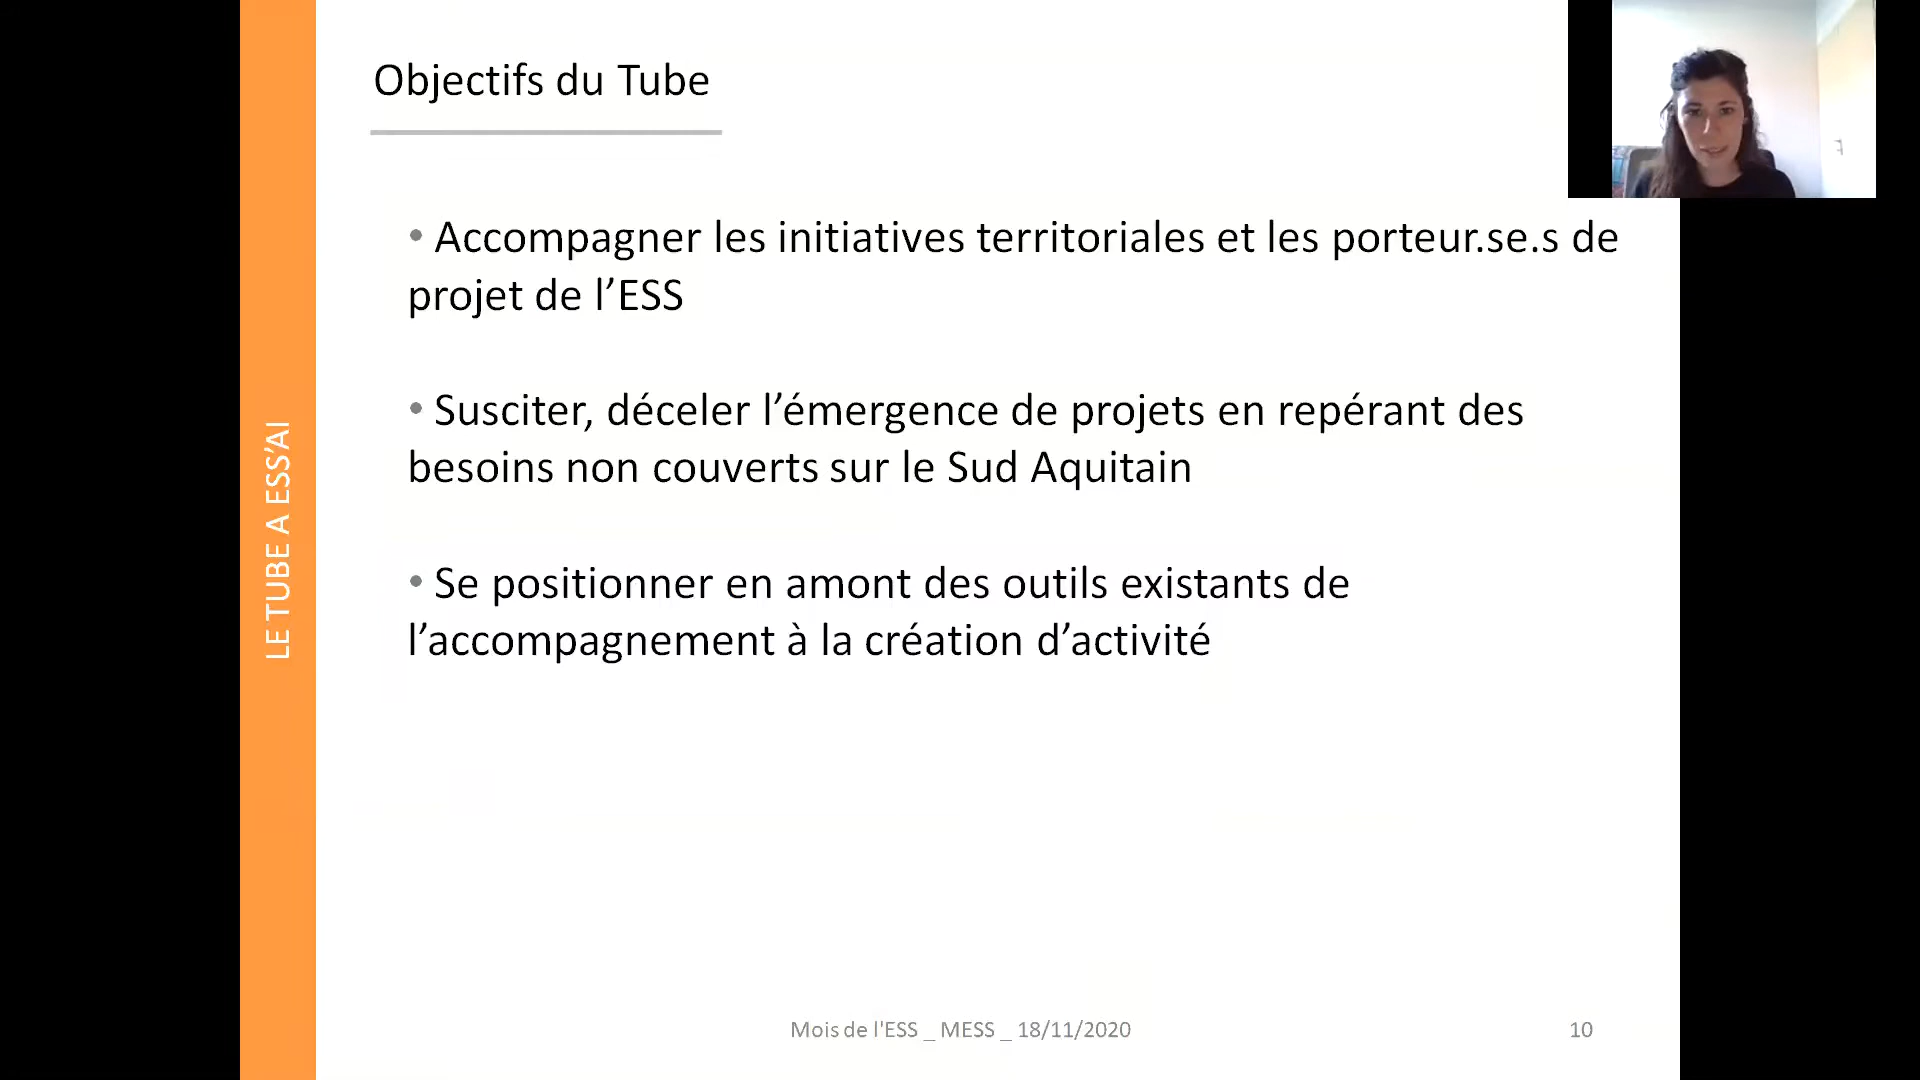 Objectifs du Tube
• Accompagner les initiatives territoriales et les porteur.se.s de
projet de l’ESS
• Susciter, déceler l’émergence de projets en repérant des
besoins non couverts sur le Sud Aquitain
• Se positionner en amont des outils existants de
l’accompagnement à la création d’activité
LE TUBE A ESS’AI
Mois de l'ESS _ MESS _ 18/11/2020
10